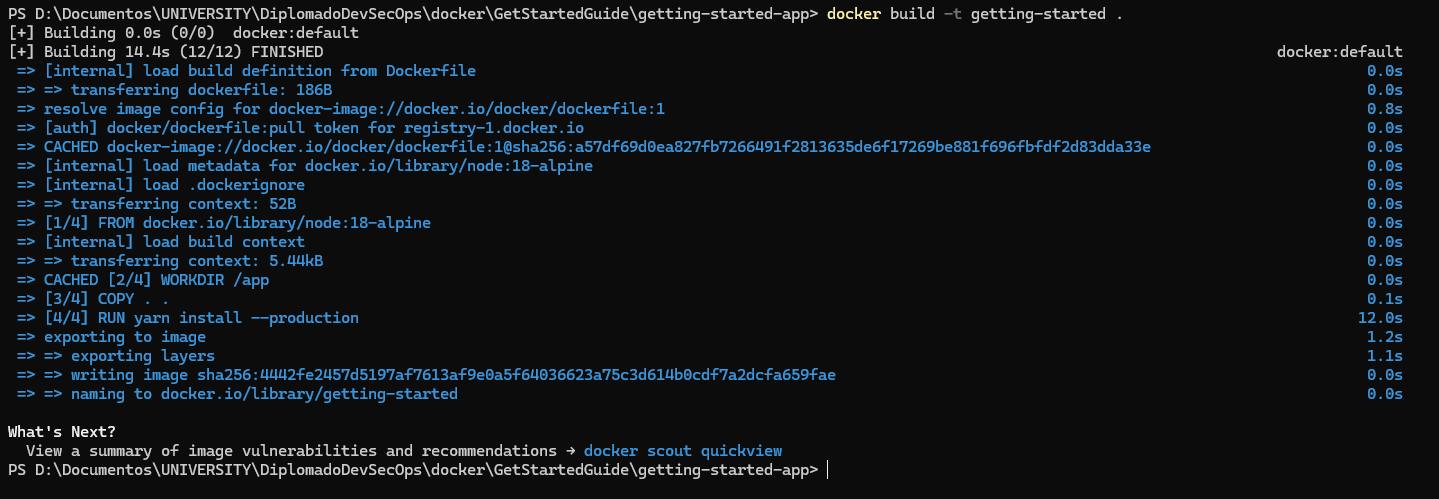 PS D:\Documentos\UNIVERSITY\DiplomadoDevSecOps\docker\GetStartedGuide\getting-started-app> docker build -t getting-started .
[+] Building 0.0s (0/0)  docker:default
[+] Building 14.4s (12/12) FINISHED docker:default
=> [internal] load build definition from Dockerfile 0.0s
=> => transferring dockerfile: 186B 0.0s
=> resolve image config for docker-image://docker.io/docker/dockerfile:1 0.8s
=> [auth] docker/dockerfile:pull token for registry-1.docker.io 0.0s
=> CACHED docker-image://docker.io/docker/dockerfile:1@sha256:a57df69d0ea827fb7266491f2813635de6f17269be881f696fbfdf2d83dda33e 0.0s
=> [internal] load metadata for docker.io/library/node:18-alpine 0.0s
=> [internal] load .dockerignore 0.0s
=> => transferring context: 52B 0.0s
=> [1/4] FROM docker.io/library/node:18-alpine 0.0s
=> [internal] load build context 0.0s
=> => transferring context: 5.44kB 0.0s
=> CACHED [2/4] WORKDIR /app 0.0s
=> [3/4] COPY . . 0.1s
=> [4/4] RUN yarn install --production 12.0s
=> exporting to image 1.2s
=> => exporting layers 1.1s
=> => writing image sha256:4442fe2457d5197af7613af9e0a5f64036623a75c3d614b0cdf7a2dcfa659fae 0.0s
=> => naming to docker.io/library/getting-started 0.0s
What's Next?
View a summary of image vulnerabilities and recommendations → docker scout quickview
PS D:\Documentos\UNIVERSITY\DiplomadoDevSecOps\docker\GetStartedGuide\getting-started-app>